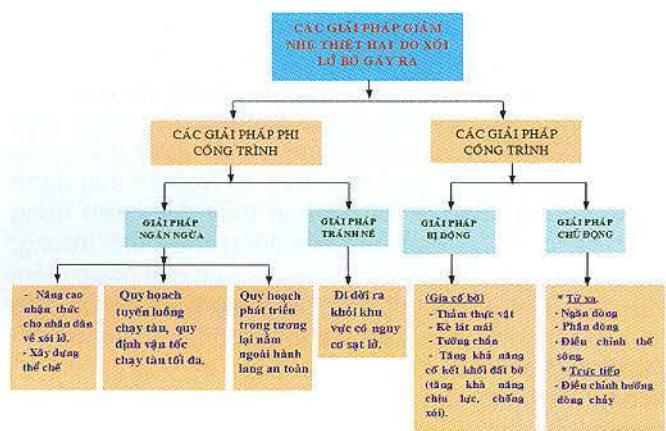 CÁC GIẢI PHÁP GIẢM
NHẸ THIỆT HẠI DO XÓI
LỞ BỜ GÂY RA
CÁC GIẢI PHÁP PHI
CÔNG TRÌNH
CÁC GIẢI PHÁP
CÔNG TRÌNH
GIẢI PHÁP
NGĂN NGỪA
GIẢI PHÁP
TRÁNH NÉ
GIẢI PHÁP
BỊ ĐỘNG
GIẢI PHÁP
CHỦ ĐỘNG
- Nâng cao
nhận thức
cho nhân dân
về xói lở.
- Xây dựng
thể chế
Quy hoạch
tuyến luồng
chạy tàu, quy
định vận tốc
chạy tàu tối đa.
Quy hoạch
phát triển
trong tương
lại nằm
ngoài hành
lang an toàn
Di dời ra
khỏi khu
vực có nguy
cơ sạt lở.
(Gia cố bờ)
- Thảm thực vật
- Kè lát mái
- Tường chắn
- Tăng khả năng
cố kết khối đất bờ
(tăng khả năng
chịu lực, chống
xói).
* Từ xa.
- Ngăn dòng
- Phân dòng
- Điều chỉnh thế
sông.
* Trực tiếp
- Điều chỉnh hướng
dòng chảy